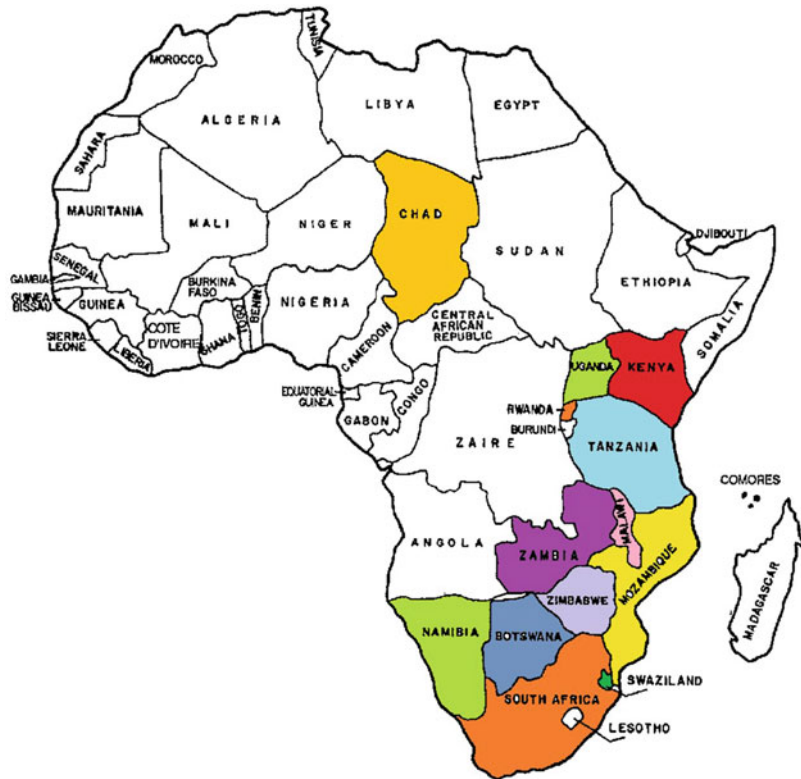 TUNISIA
MOROCCO
ALGERIA
LIBYA
EGYPT
SAHARA
MAURITANIA
MALI
NIGER
CHAD
SUDAN
DJIBOUTI
SENEGAL
GAMBIA
GUINEA
BISSAU
GUINEA
BURKINA
FASO
NIGERIA
ETHIOPIA
SOMALIA
SIERRA
LEONE
LIBERIA
COTE
D'IVOIRE
GHANA
TOGO
BENIN
CAMEROON
CENTRAL
AFRICAN
REPUBLIC
EQUATORIAL
GUINEA
GABON
CONGO
UGANDA
KENYA
RWANDA
BURUNDI
ZAIRE
TANZANIA
COMORES
ANGOLA
ZAMBIA
MALAWI
MOZAMBIQUE
MADAGASCAR
ZIMBABWE
NAMIBIA
BOTSWANA
SWAZILAND
SOUTH AFRICA
LESOTHO